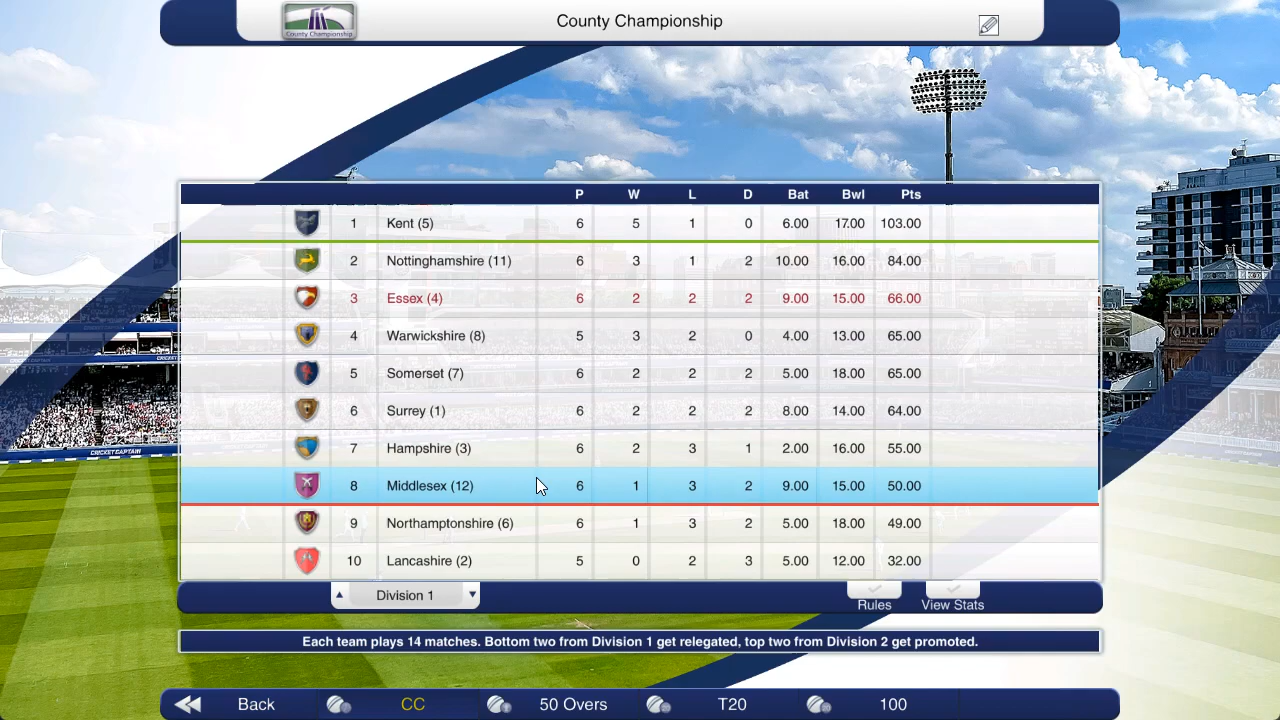 County Championship
County Championship
P W L D Bat Bwl Pts
1 Kent (5) 6 5 1 0 6.00 17.00 103.00
2 Nottinghamshire (11) 6 3 1 2 10.00 16.00 84.00
3 Essex (4) 6 2 2 2 9.00 15.00 66.00
4 Warwickshire (8) 5 3 2 0 4.00 13.00 65.00
5 Somerset (7) 6 2 2 2 5.00 18.00 65.00
6 Surrey (1) 6 2 2 2 8.00 14.00 64.00
7 Hampshire (3) 6 2 3 1 2.00 16.00 55.00
8 Middlesex (12) 6 1 3 2 9.00 15.00 50.00
9 Northamptonshire (6) 6 1 3 2 5.00 18.00 49.00
10 Lancashire (2) 5 0 2 3 5.00 12.00 32.00
CRICKET CAPTAIN
Division 1
Rules View Stats
Each team plays 14 matches. Bottom two from Division 1 get relegated, top two from Division 2 get promoted.
Back CC 50 Overs T20 100